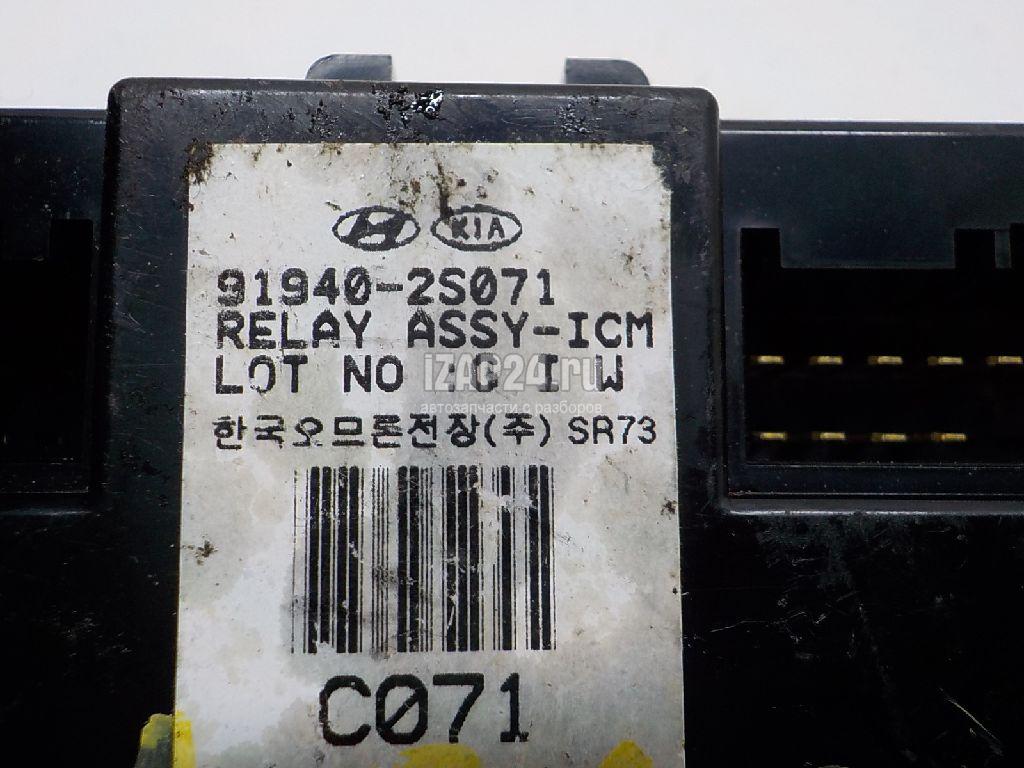 KIA
91940-2S071
RELAY ASSY-ICM
LOT NO :G I W
iZAC24.ru
автозапчасти с разборов
한국오므론전장(주) SR73
C071